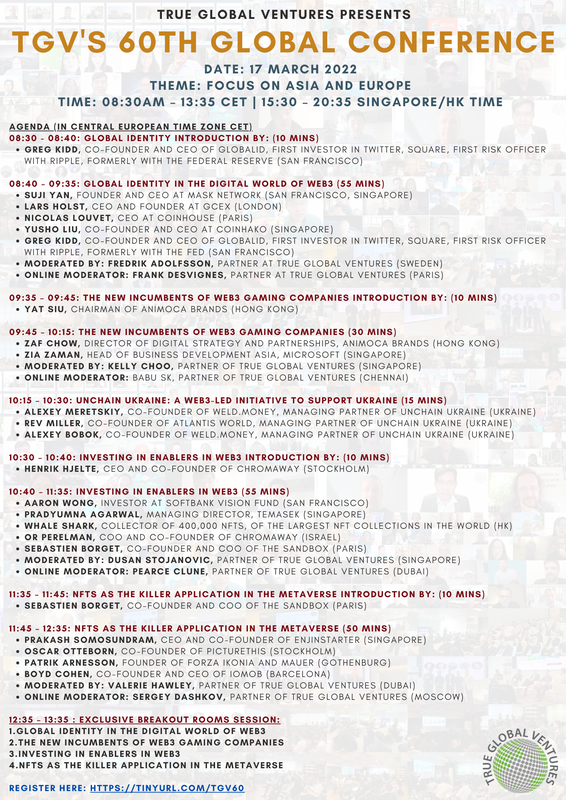 TRUE GLOBAL VENTURES PRESENTS
TGV'S 60TH GLOBAL CONFERENCE
DATE: 17 MARCH 2022
THEME: FOCUS ON ASIA AND EUROPE
TIME: 08:30AM – 13:35 CET | 15:30 – 20:35 SINGAPORE/HK TIME
AGENDA (IN CENTRAL EUROPEAN TIME ZONE CET)
08:30 – 08:40: GLOBAL IDENTITY INTRODUCTION BY: (10 MINS)
• GREG KIDD, CO-FOUNDER AND CEO OF GLOBALID, FIRST INVESTOR IN TWITTER, SQUARE, FIRST RISK OFFICER
WITH RIPPLE, FORMERLY WITH THE FEDERAL RESERVE (SAN FRANCISCO)
08:40 – 09:35: GLOBAL IDENTITY IN THE DIGITAL WORLD OF WEB3 (55 MINS)
• SUJI YAN, FOUNDER AND CEO AT MASK NETWORK (SAN FRANCISCO, SINGAPORE)
• LARS HOLST, CEO AND FOUNDER AT GCEX (LONDON)
• NICOLAS LOUVET, CEO AT COINHOUSE (PARIS)
• YUSHO LIU, CO-FOUNDER AND CEO AT COINHAKO (SINGAPORE)
• GREG KIDD, CO-FOUNDER AND CEO OF GLOBALID, FIRST INVESTOR IN TWITTER, SQUARE, FIRST RISK OFFICER
WITH RIPPLE, FORMERLY WITH THE FED (SAN FRANCISCO)
• MODERATED BY: FREDRIK ADOLFSSON, PARTNER AT TRUE GLOBAL VENTURES (SWEDEN)
• ONLINE MODERATOR: FRANK DESVIGNES, PARTNER AT TRUE GLOBAL VENTURES (PARIS)
09:35 – 09:45: THE NEW INCUMBENTS OF WEB3 GAMING COMPANIES INTRODUCTION BY: (10 MINS)
• YAT SIU, CHAIRMAN OF ANIMOCA BRANDS (HONG KONG)
09:45 – 10:15: THE NEW INCUMBENTS OF WEB3 GAMING COMPANIES (30 MINS)
• ZAF CHOW, DIRECTOR OF DIGITAL STRATEGY AND PARTNERSHIPS, ANIMOCA BRANDS (HONG KONG)
• ZIA ZAMAN, HEAD OF BUSINESS DEVELOPMENT ASIA, MICROSOFT (SINGAPORE)
• MODERATED BY: KELLY CHOO, PARTNER OF TRUE GLOBAL VENTURES (SINGAPORE)
• ONLINE MODERATOR: BABU SK, PARTNER OF TRUE GLOBAL VENTURES (CHENNAI)
10:15 – 10:30: UNCHAIN UKRAINE: A WEB3-LED INITIATIVE TO SUPPORT UKRAINE (15 MINS)
• ALEXEY MERETSKIY, CO-FOUNDER OF WELD.MONEY, MANAGING PARTNER OF UNCHAIN UKRAINE (UKRAINE)
• REV MILLER, CO-FOUNDER OF ATLANTIS WORLD, MANAGING PARTNER OF UNCHAIN UKRAINE (UKRAINE)
• ALEXEY BOBOK, CO-FOUNDER OF WELD.MONEY, MANAGING PARTNER OF UNCHAIN UKRAINE (UKRAINE)
10:30 – 10:40: INVESTING IN ENABLERS IN WEB3 INTRODUCTION BY: (10 MINS)
• HENRIK HJELTE, CEO AND CO-FOUNDER OF CHROMAWAY (STOCKHOLM)
10:40 – 11:35: INVESTING IN ENABLERS IN WEB3 (55 MINS)
• AARON WONG, INVESTOR AT SOFTBANK VISION FUND (SAN FRANCISCO)
• PRADYUMNA AGARWAL, MANAGING DIRECTOR, TEMASEK (SINGAPORE)
• WHALE SHARK, COLLECTOR OF 400,000 NFTS, OF THE LARGEST NFT COLLECTIONS IN THE WORLD (HK)
• OR PERELMAN, COO AND CO-FOUNDER OF CHROMAWAY (ISRAEL)
• SEBASTIEN BORGET, CO-FOUNDER AND COO OF THE SANDBOX (PARIS)
• MODERATED BY: DUSAN STOJANOVIC, PARTNER OF TRUE GLOBAL VENTURES (SINGAPORE)
• ONLINE MODERATOR: PEARCE CLUNE, PARTNER OF TRUE GLOBAL VENTURES (DUBAI)
11:35 – 11:45: NFTS AS THE KILLER APPLICATION IN THE METAVERSE INTRODUCTION BY: (10 MINS)
• SEBASTIEN BORGET, CO-FOUNDER AND COO OF THE SANDBOX (PARIS)
11:45 – 12:35: NFTS AS THE KILLER APPLICATION IN THE METAVERSE (50 MINS)
• PRAKASH SOMOSUNDRAM, CEO AND CO-FOUNDER OF ENJINSTARTER (SINGAPORE)
• OSCAR OTTEBORN, CO-FOUNDER OF PICTURETHIS (STOCKHOLM)
• PATRIK ARNESSON, FOUNDER OF FORZA IKONIA AND MAUER (GOTHENBURG)
• BOYD COHEN, CO-FOUNDER AND CEO OF IOMOB (BARCELONA)
• MODERATED BY: VALERIE HAWLEY, PARTNER OF TRUE GLOBAL VENTURES (DUBAI)
• ONLINE MODERATOR: SERGEY DASHKOV, PARTNER OF TRUE GLOBAL VENTURES (MOSCOW)
12:35 – 13:35 : EXCLUSIVE BREAKOUT ROOMS SESSION:
1.GLOBAL IDENTITY IN THE DIGITAL WORLD OF WEB3
2.THE NEW INCUMBENTS OF WEB3 GAMING COMPANIES
3.INVESTING IN ENABLERS IN WEB3
4.NFTS AS THE KILLER APPLICATION IN THE METAVERSE
REGISTER HERE: HTTPS://TINYURL.COM/TGV60
TRUE GLOBAL VENTURES